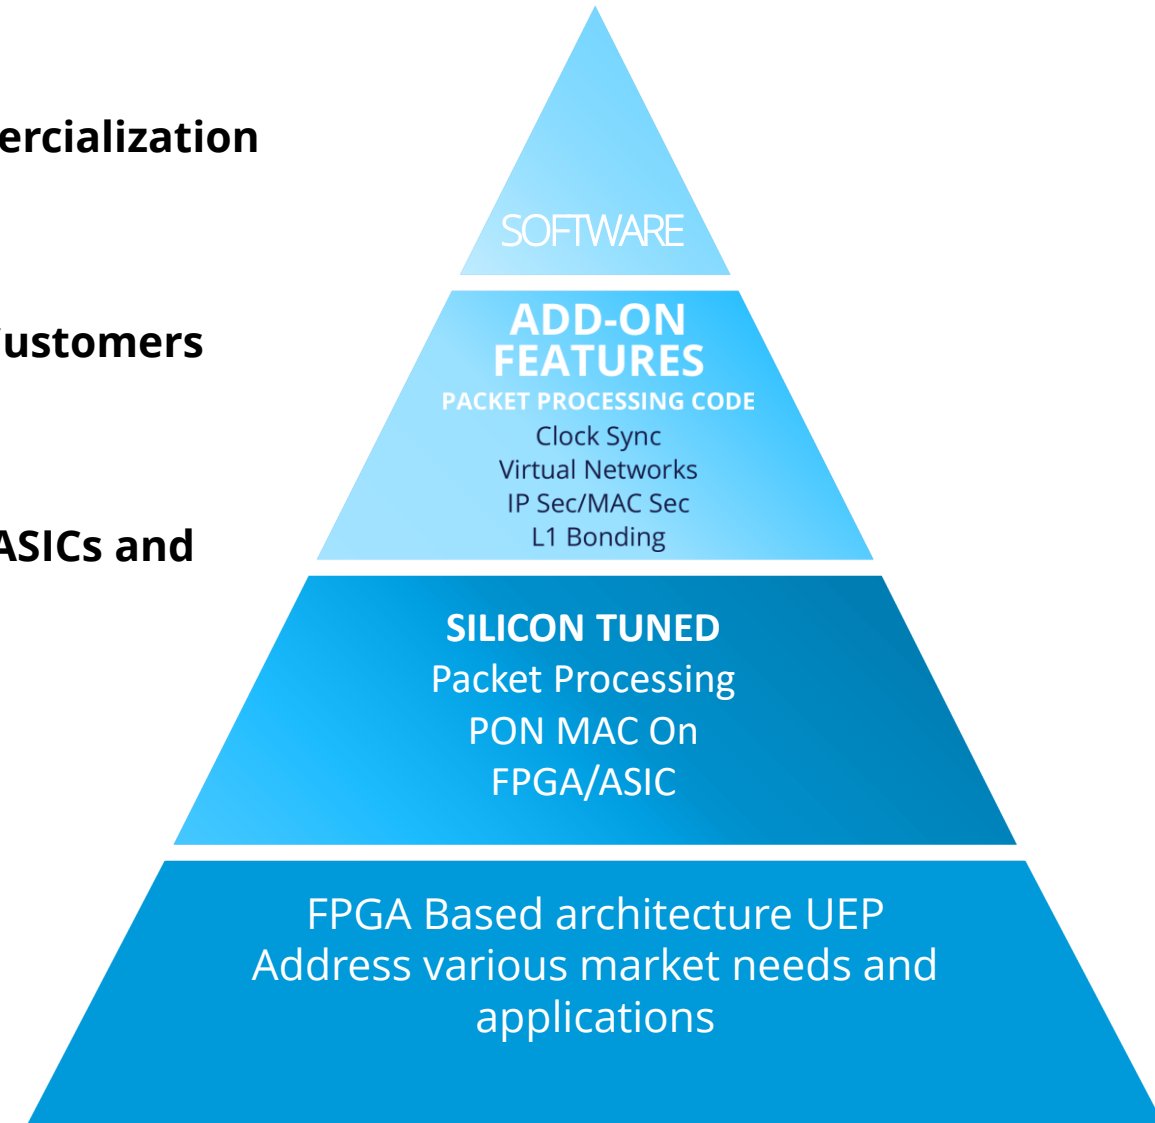 ercialization
SOFTWARE
ADD-ON
FEATURES
PACKET PROCESSING CODE
Clock Sync
Virtual Networks
IP Sec/MAC Sec
L1 Bonding
ustomers
ASICs and
SILICON TUNED
Packet Processing
PON MAC On
FPGA/ASIC
FPGA Based architecture UEP
Address various market needs and
applications